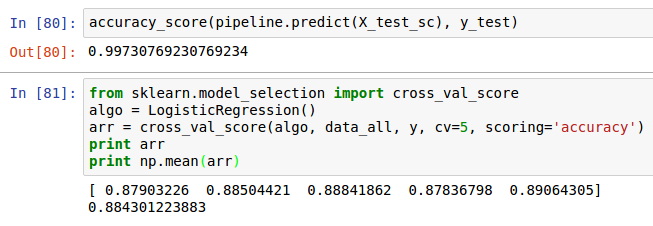 In [80]: accuracy_score(pipeline.predict(X_test_sc), y_test)
Out[80]: 0.99730769230769234
In [81]: from sklearn.model_selection import cross_val_score
algo = LogisticRegression()
arr = cross_val_score(algo, data_all, y, cv=5, scoring='accuracy')
print arr
print np.mean(arr)
[ 0.87903226  0.88504421  0.88841862  0.87836798  0.89064305]
0.884301223883